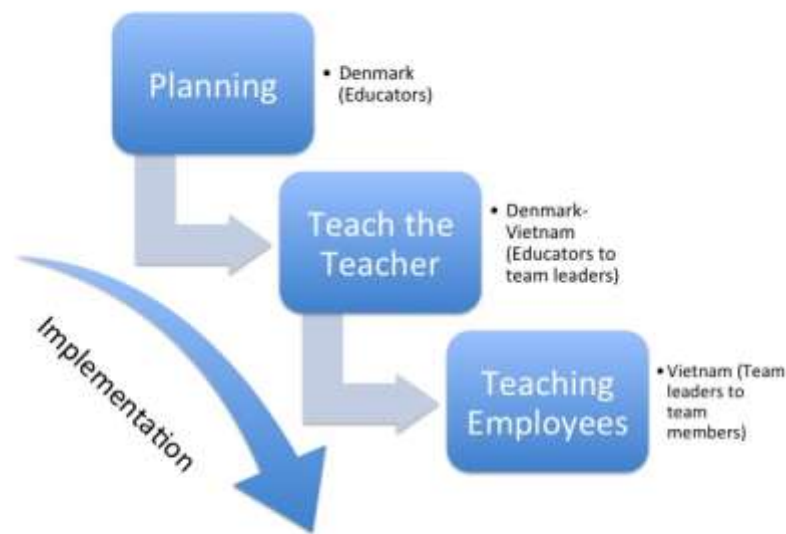 Planning
• Denmark
(Educators)
Teach the
Teacher
• Denmark-
Vietnam
(Educators to
team leaders)
Teaching
Employees
• Vietnam (Team
leaders to
team
members)
Implementation